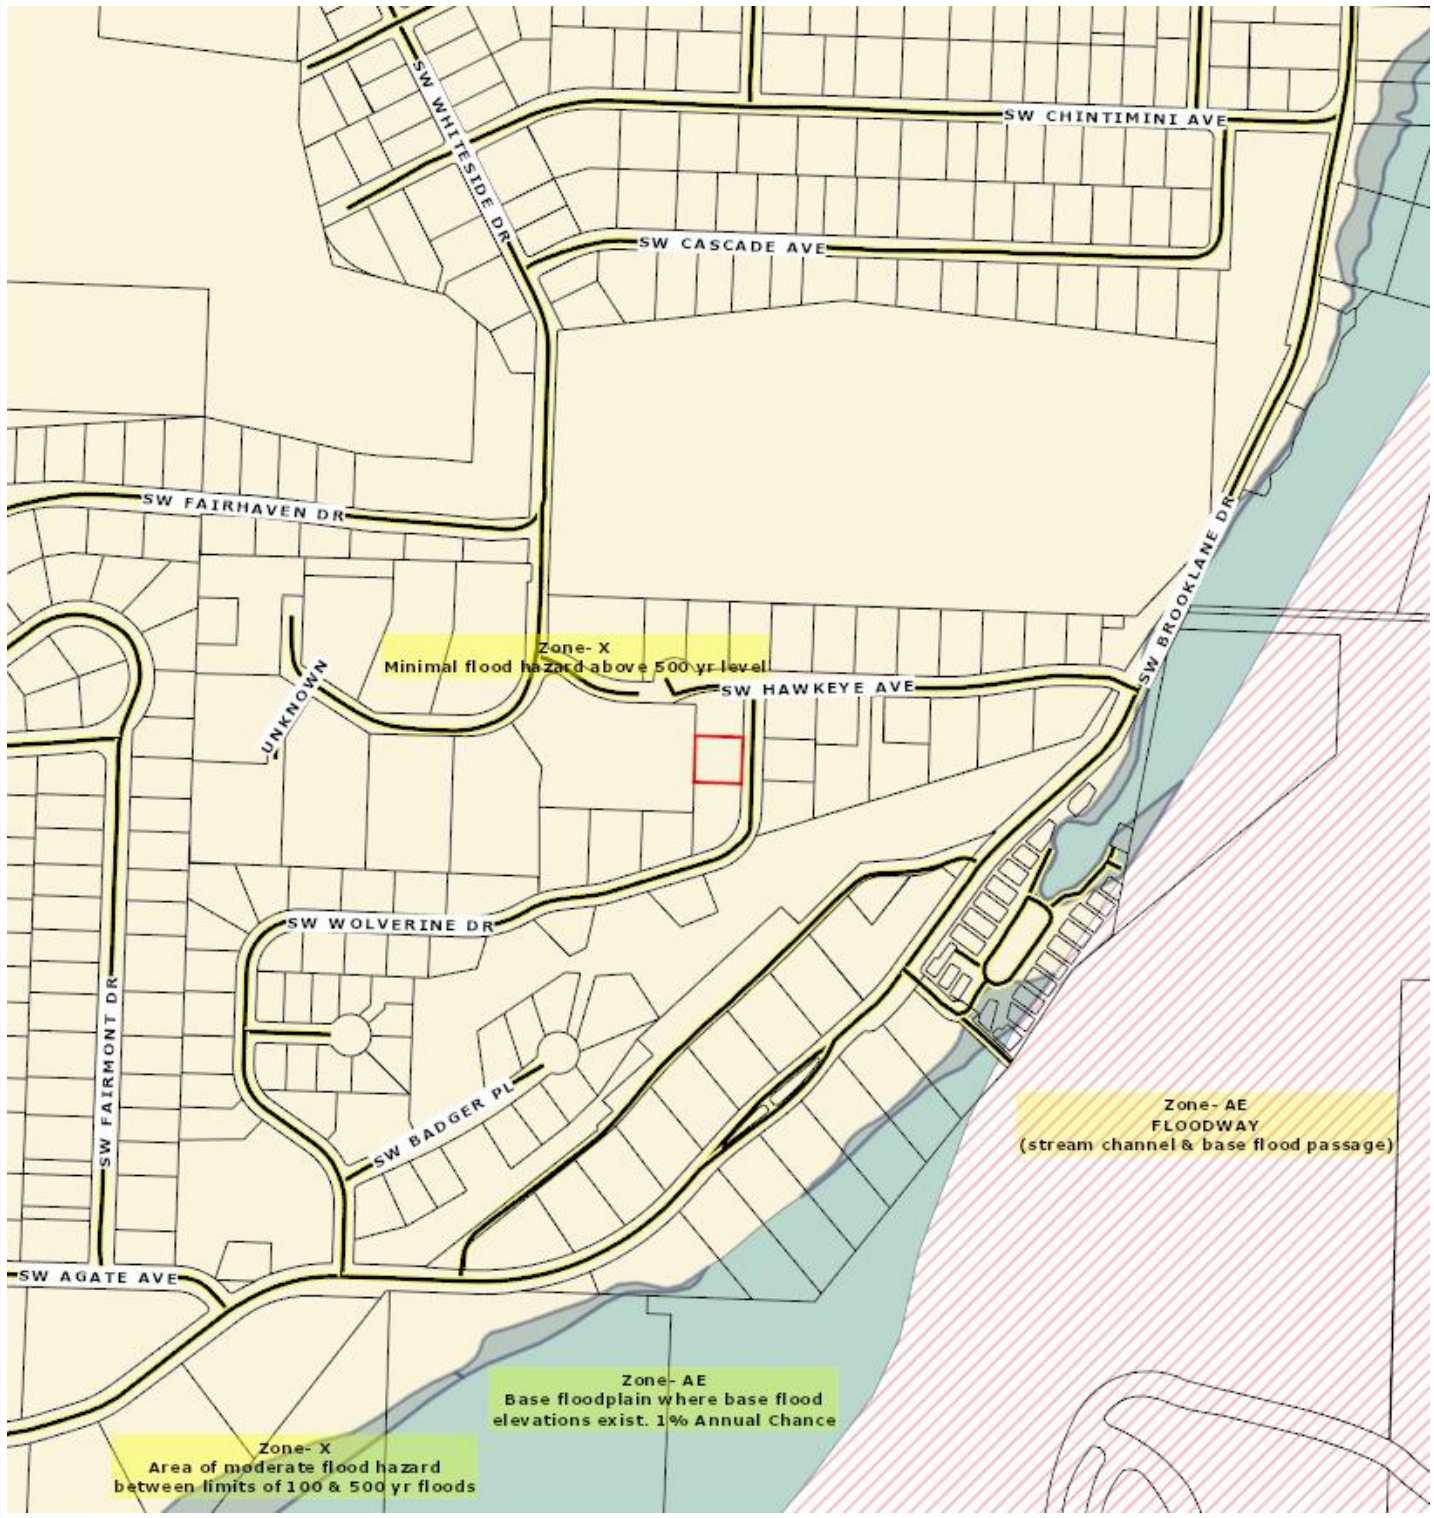 SW WHITESIDE DR
SW CHINTIMINI AVE
SW CASCADE AVE
SW FAIRHAVEN DR
SW BROOKLANE DR
Zone- X
Minimal flood hazard above 500 yr level
UNKNOWN
SW HAWKEYE AVE
SW WOLVERINE DR
SW FAIRMONT DR
SW BADGER PL
Zone- AE
FLOODWAY
(stream channel & base flood passage)
SW AGATE AVE
Zone- AE
Base floodplain where base flood
elevations exist. 1% Annual Chance
Zone- X
Area of moderate flood hazard
between limits of 100 & 500 yr floods